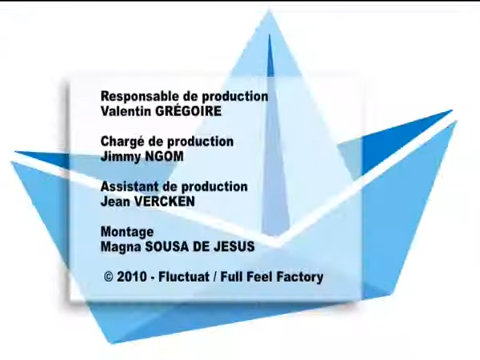 Responsable de production
Valentin GRÉGOIRE
Chargé de production
Jimmy NGOM
Assistant de production
Jean VERCKEN
Montage
Magna SOUSA DE JESUS
© 2010 - Fluctuat / Full Feel Factory